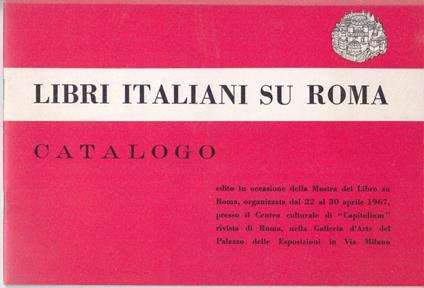 LIBRI ITALIANI SU ROMA
CATALOGO
edito in occasione della Mostra del Libro su
Roma, organizzata dal 22 al 30 aprile 1967,
presso il Centro culturale di "Capitolium"
rivista di Roma, nella Galleria d'Arte del
Palazzo delle Esposizioni in Via Milano